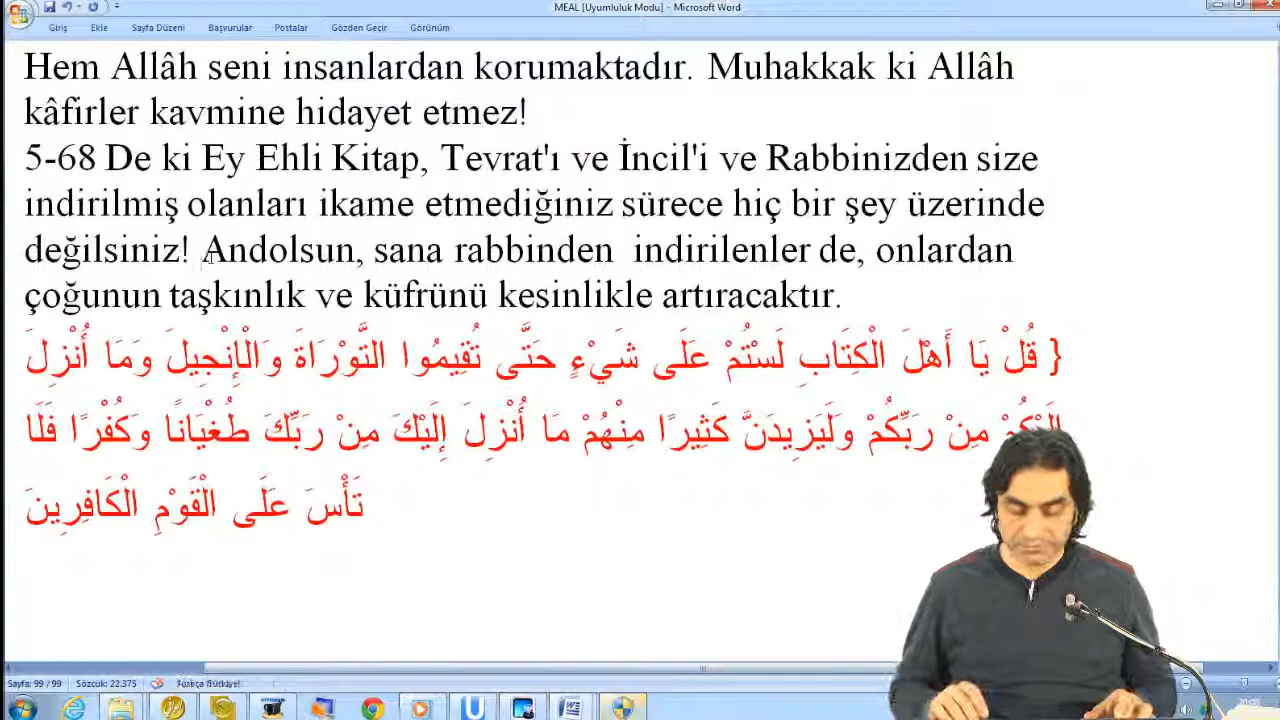 MEAL [Uyumluluk Modu] - Microsoft Word
Giriş Ekle Sayfa Düzeni Başvurular Postalar Gözden Geçir Görünüm
Hem Allâh seni insanlardan korumaktadır. Muhakkak ki Allâh
kâfirler kavmine hidayet etmez!
5-68 De ki Ey Ehli Kitap, Tevrat'ı ve İncil'i ve Rabbinizden size
indirilmiş olanları ikame etmediğiniz sürece hiç bir şey üzerinde
değilsiniz! Andolsun, sana rabbinden indirilenler de, onlardan
çoğunun taşkınlık ve küfrünü kesinlikle artıracaktır.
{ قُلْ يَا أَهْلَ الْكِتَابِ لَسْتُمْ عَلَى شَيْءٍ حَتَّى تُقِيمُوا التَّوْرَاةَ وَالْإِنْجِيلَ وَمَا أُنْزِلَ
إِلَيْكُمْ مِنْ رَبِّكُمْ وَلَيَزِيدَنَّ كَثِيرًا مِنْهُمْ مَا أُنْزِلَ إِلَيْكَ مِنْ رَبِّكَ طُغْيَانًا وَكُفْرًا فَلَا
تَأْسَ عَلَى الْقَوْمِ الْكَافِرِينَ
Sayfa: 99 / 99 Sözcük: 22.375 Türkçe (Türkiye)